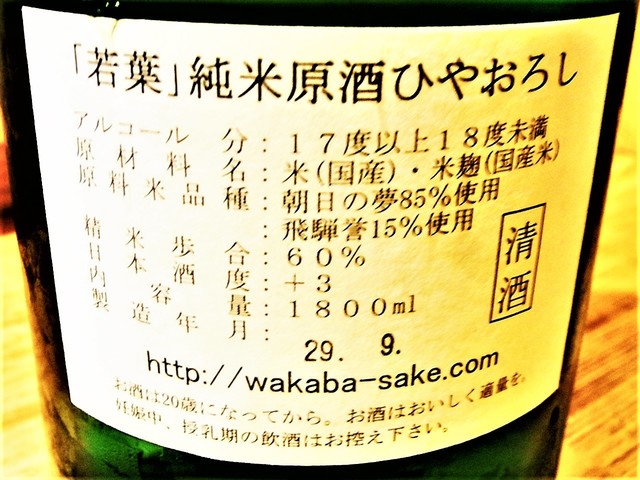 「若葉」純米原酒ひやおろし
アルコール分：１７度以上１８度未満
原材料名：米(国産)・米麹(国産米)
原料米品種：朝日の夢85%使用
：飛騨誉15%使用
精米歩合：６０％
日本酒度：＋３
内容量：１８００ml
製造年月：
29. 9.
清酒
http://wakaba-sake.com
お酒は20歳になってから。お酒はおいしく適量を。
妊娠中、授乳期の飲酒はお控え下さい。